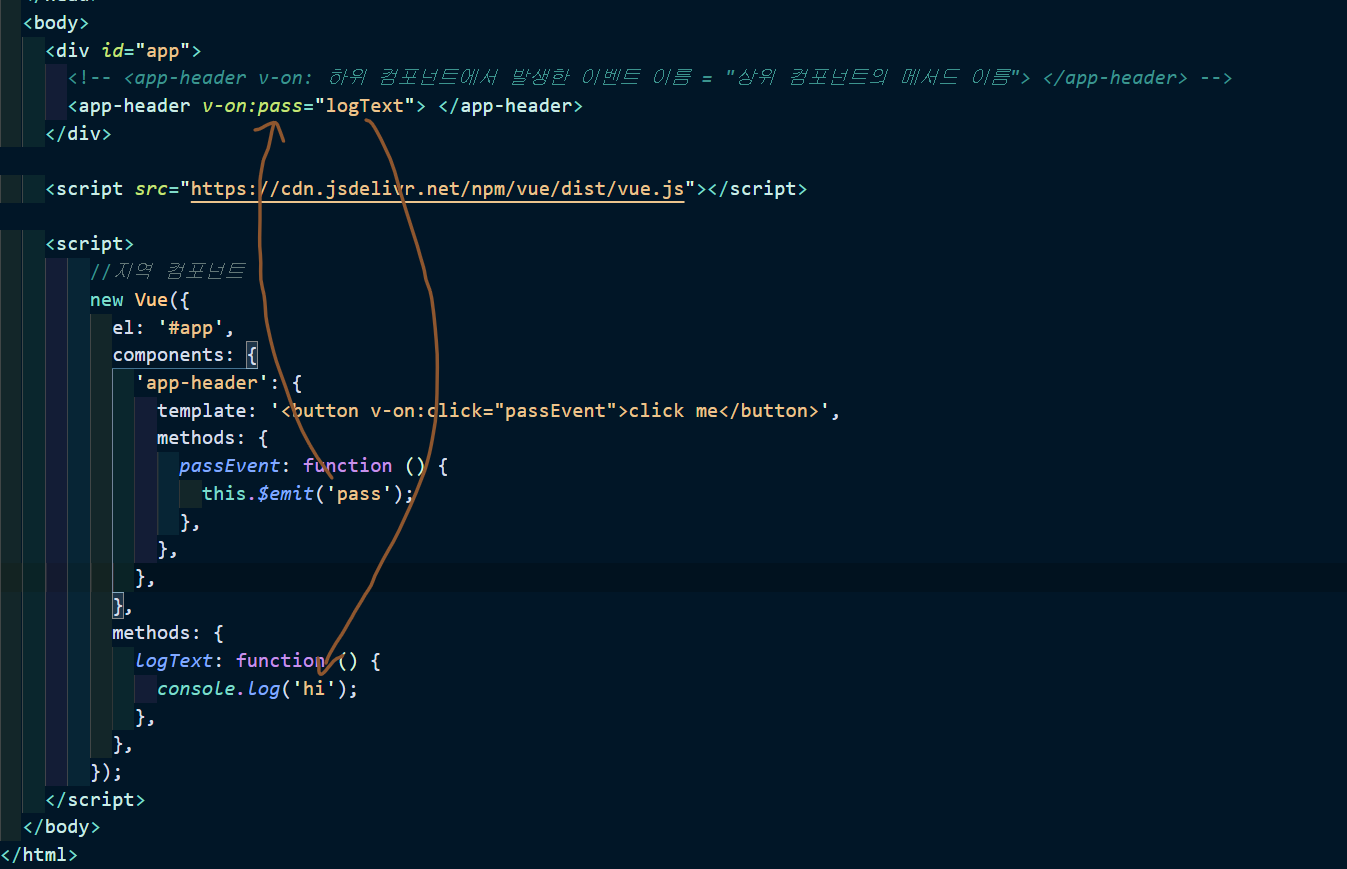 <body>
<div id="app">
<!-- <app-header v-on: 하위 컴포넌트에서 발생한 이벤트 이름 = "상위 컴포넌트의 메서드 이름"> </app-header> -->
<app-header v-on:pass="logText"> </app-header>
</div>
<script src="https://cdn.jsdelivr.net/npm/vue/dist/vue.js"></script>
<script>
//지역 컴포넌트
new Vue({
el: '#app',
components: {
'app-header': {
template: '<button v-on:click="passEvent">click me</button>',
methods: {
passEvent: function () {
this.$emit('pass');
},
},
},
},
methods: {
logText: function () {
console.log('hi');
},
},
});
</script>
</body>
</html>